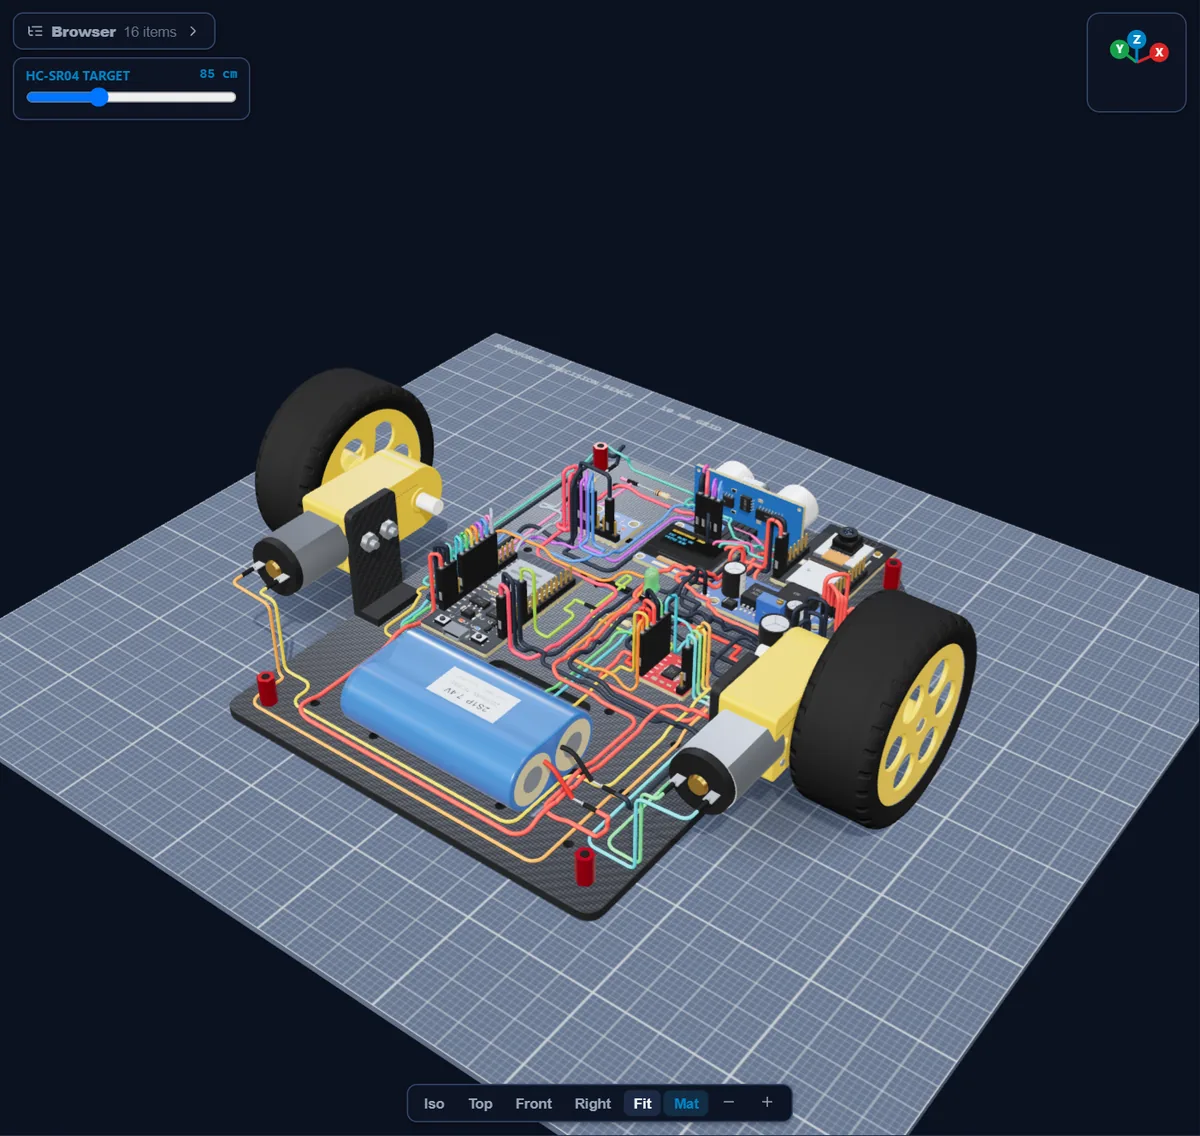 Browser 16 items
HC-SR04 TARGET 85 cm
Z
Y
X
2S1P 7.4V
Iso Top Front Right Fit Mat − +